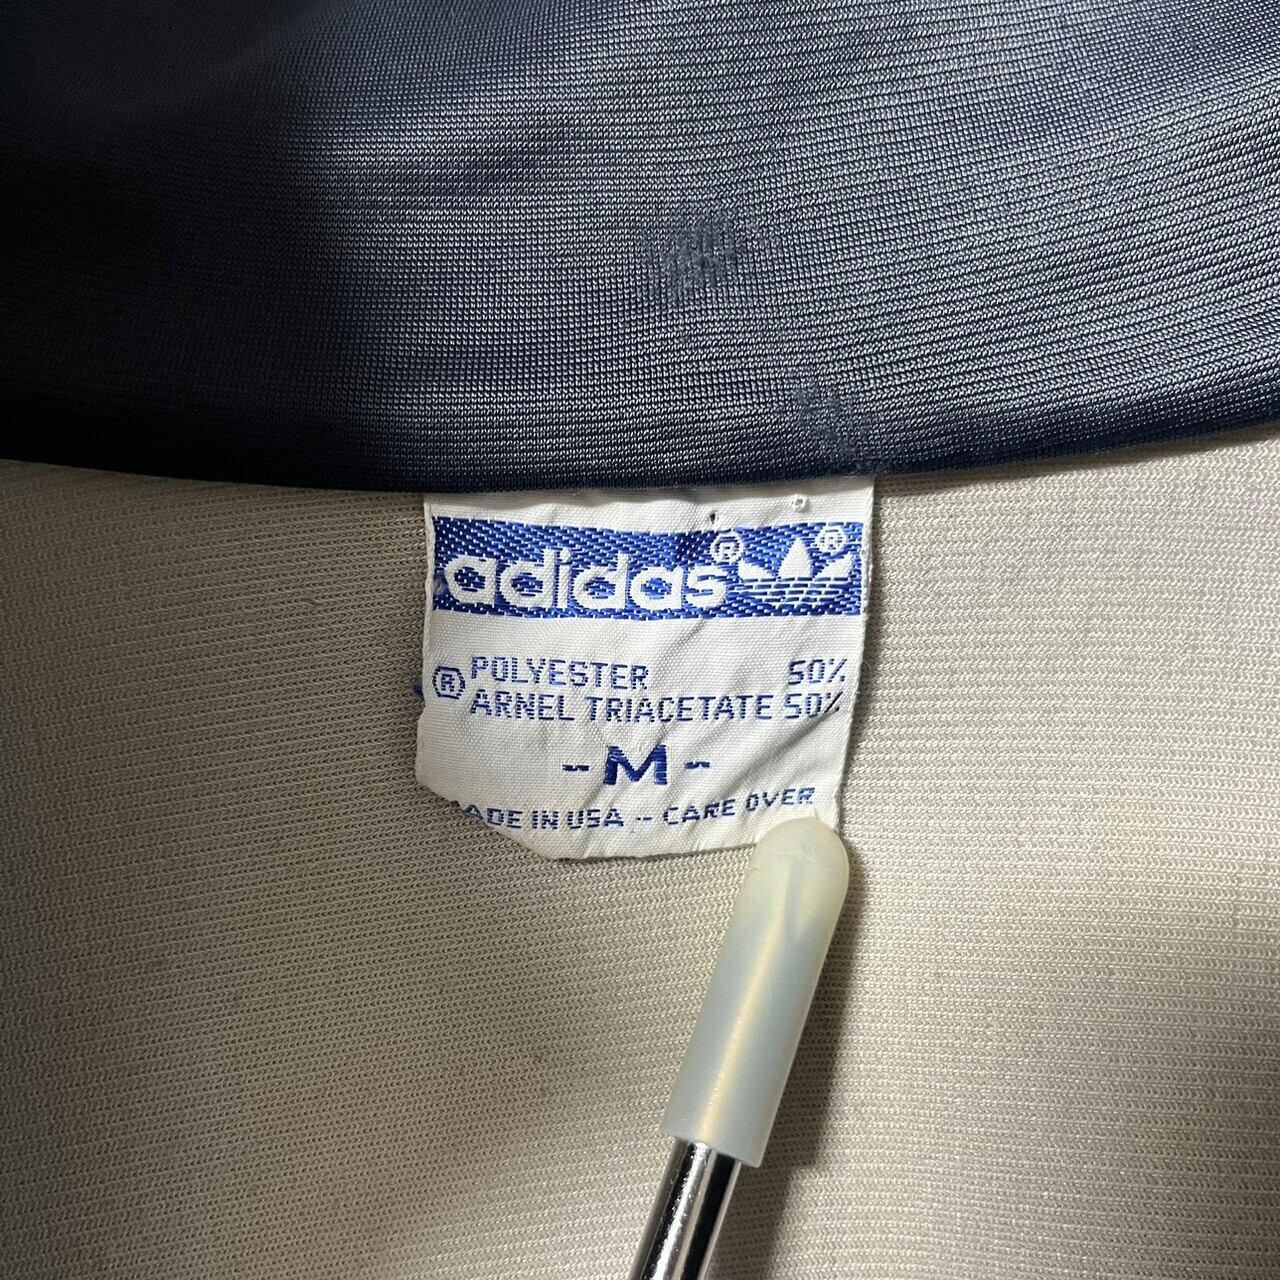 adidas® ®
® POLYESTER 50%
ARNEL TRIACETATE 50%
- M -
MADE IN USA -- CARE OVER